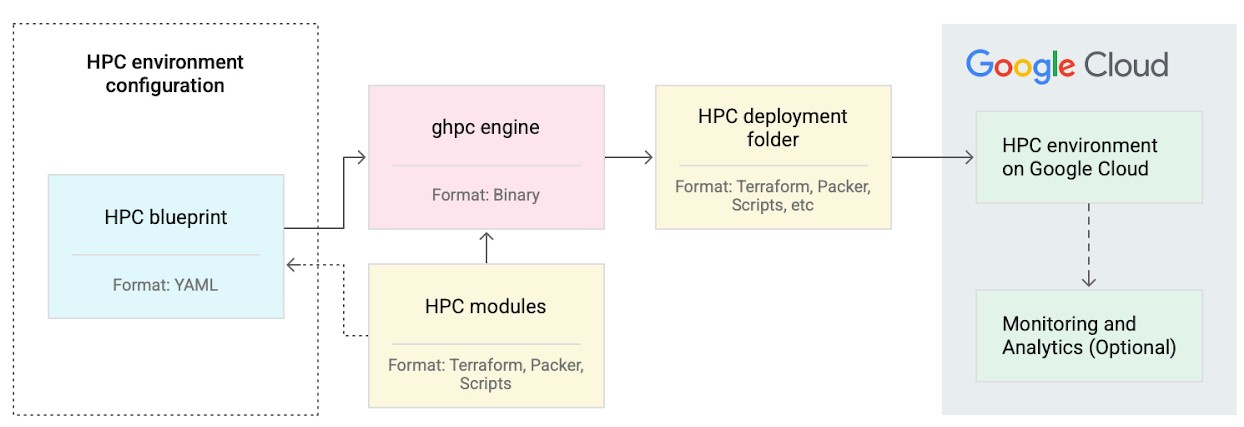 HPC environment
configuration
HPC blueprint
Format: YAML
ghpc engine
Format: Binary
HPC modules
Format: Terraform, Packer,
Scripts
HPC deployment
folder
Format: Terraform, Packer,
Scripts, etc
Google Cloud
HPC environment
on Google Cloud
Monitoring and
Analytics (Optional)